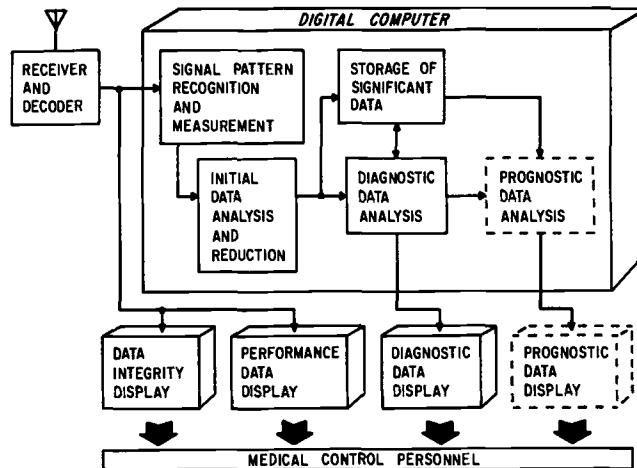 DIGITAL COMPUTER
RECEIVER
AND
DECODER
SIGNAL PATTERN
RECOGNITION
AND
MEASUREMENT
STORAGE OF
SIGNIFICANT
DATA
INITIAL
DATA
ANALYSIS
AND
REDUCTION
DIAGNOSTIC
DATA
ANALYSIS
PROGNOSTIC
DATA
ANALYSIS
DATA
INTEGRITY
DISPLAY
PERFORMANCE
DATA
DISPLAY
DIAGNOSTIC
DATA
DISPLAY
PROGNOSTIC
DATA
DISPLAY
MEDICAL CONTROL PERSONNEL